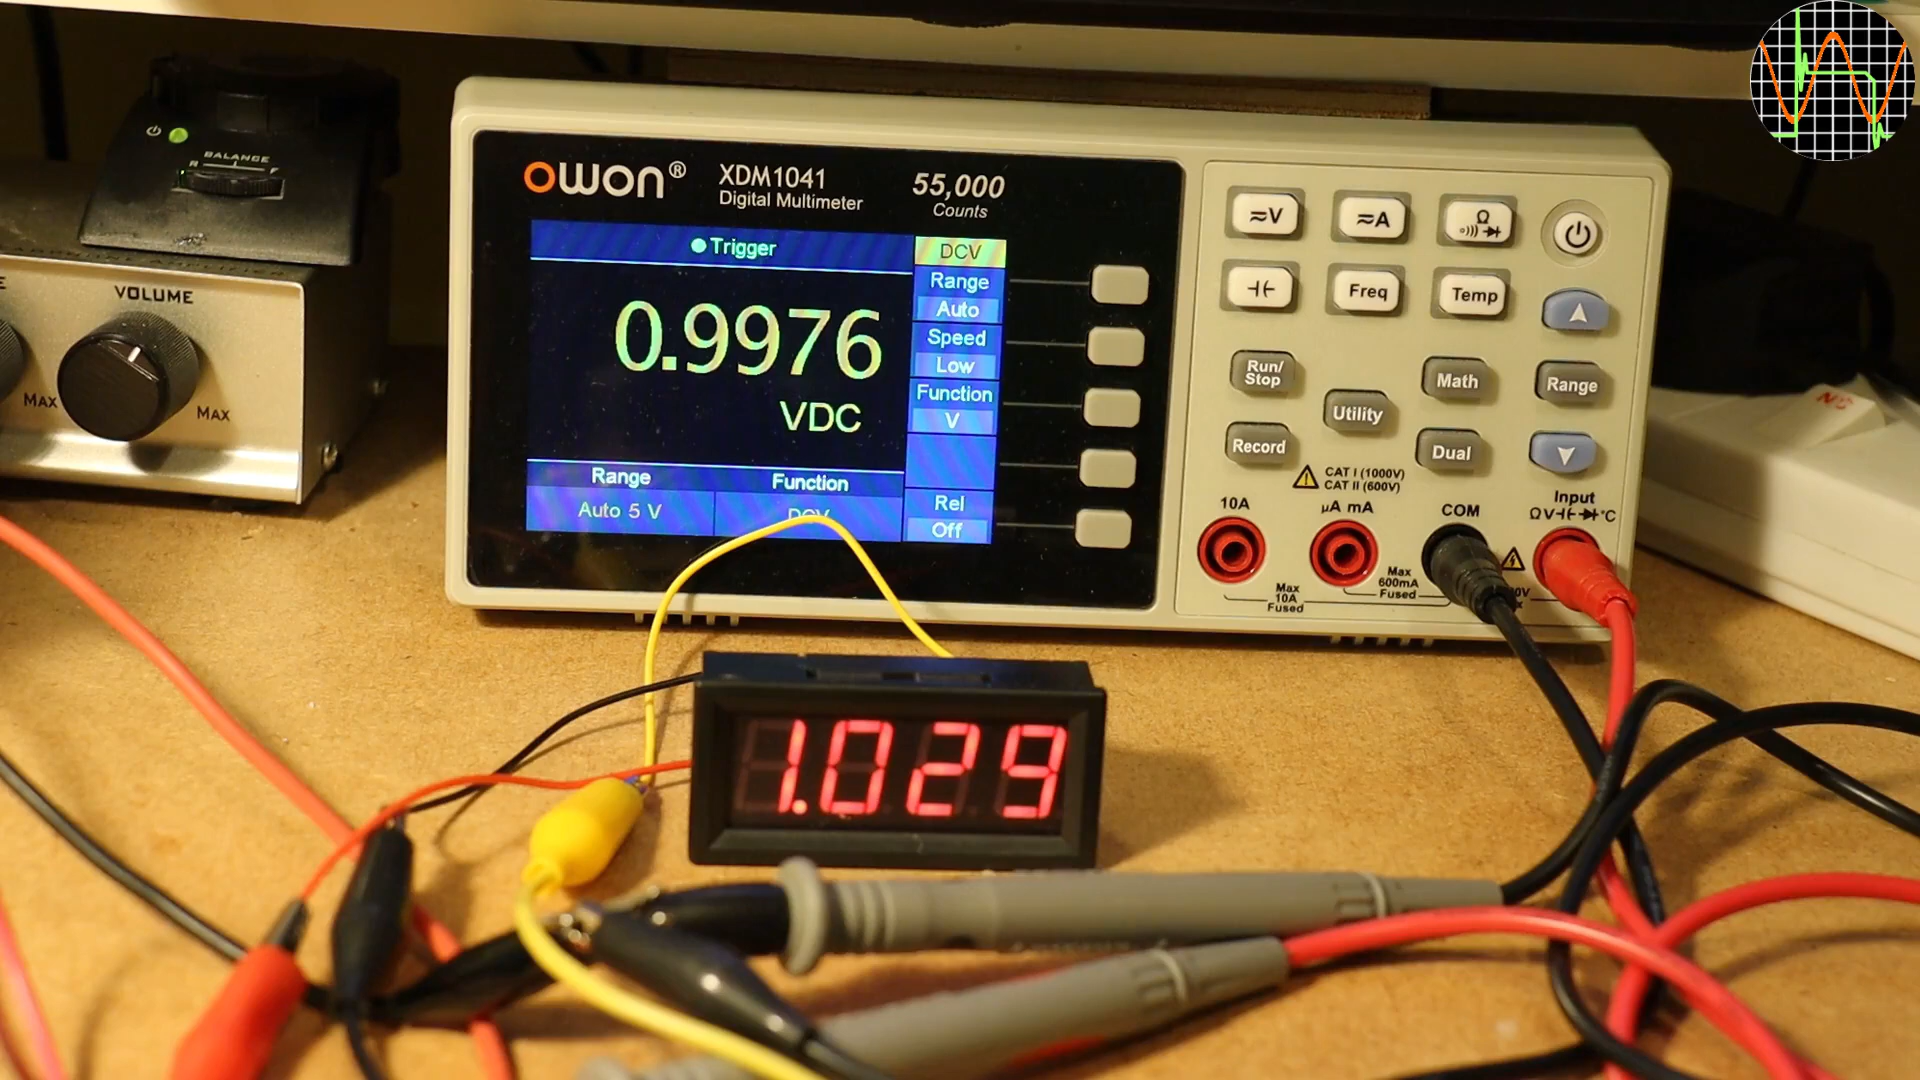 BALANCE
R
VOLUME
Max
Max
owon®
XDM1041
Digital Multimeter
55,000
Counts
Trigger
0.9976
VDC
Range
Function
Auto 5 V
DCV
DCV
Range
Auto
Speed
Low
Function
V
Rel
Off
≂V
≂A
Ω
Freq
Temp
Run/
Stop
Math
Range
Utility
Record
Dual
CAT I (1000V)
CAT II (600V)
10A
µA mA
COM
Input
ΩV °C
Max
10A
Fused
Max
600mA
Fused
1.029